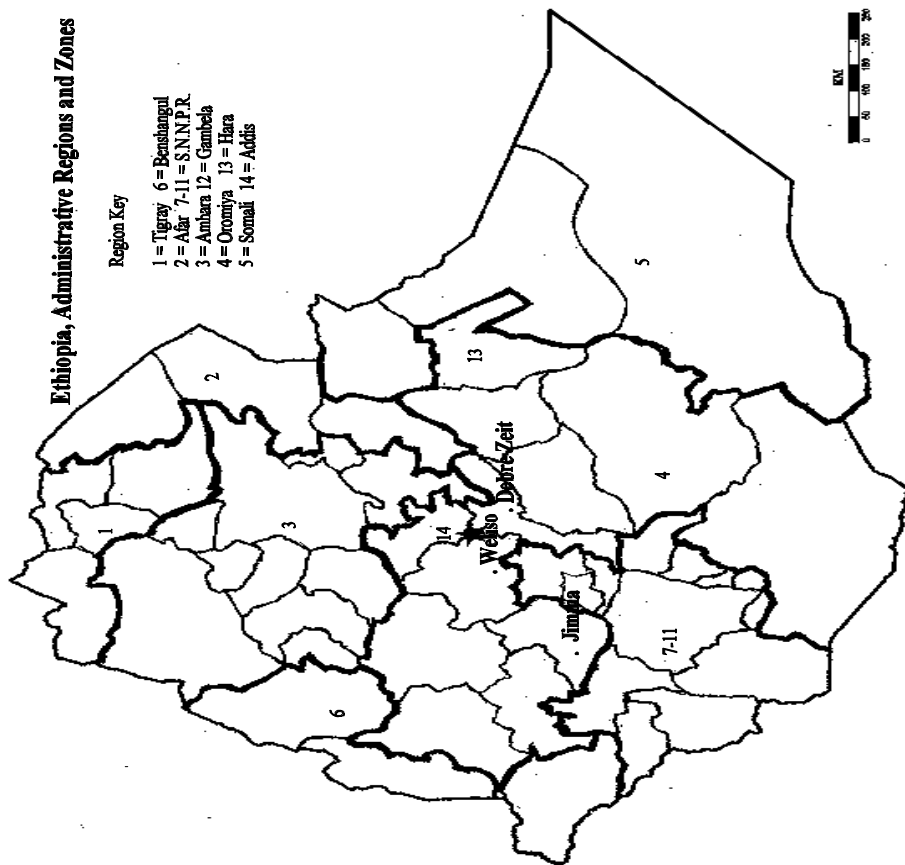 Ethiopia, Administrative Regions and Zones
Region Key
1 = Tigray 6 = Benshangul
2 = Afar 7-11 = S.N.N.P.R.
3 = Amhara 12 = Gambela
4 = Oromiya 13 = Hara
5 = Somali 14 = Addis
1
2
3
6
14
13
Weliso
Debre-Zeit
Jimma
5
4
7-11
KM
0 50 100 150 200 250